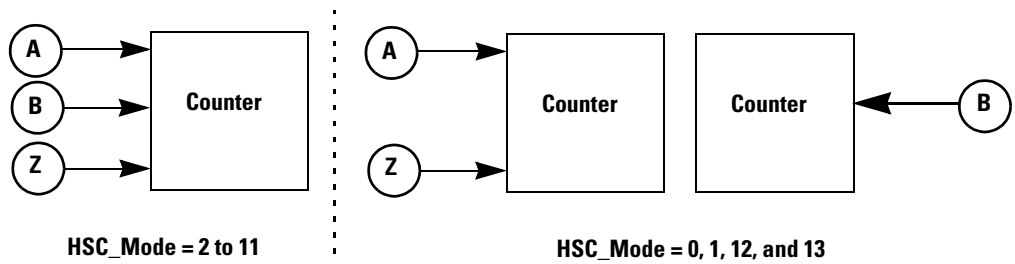 A
B
Z
Counter
HSC_Mode = 2 to 11
A
Z
Counter
Counter
B
HSC_Mode = 0, 1, 12, and 13